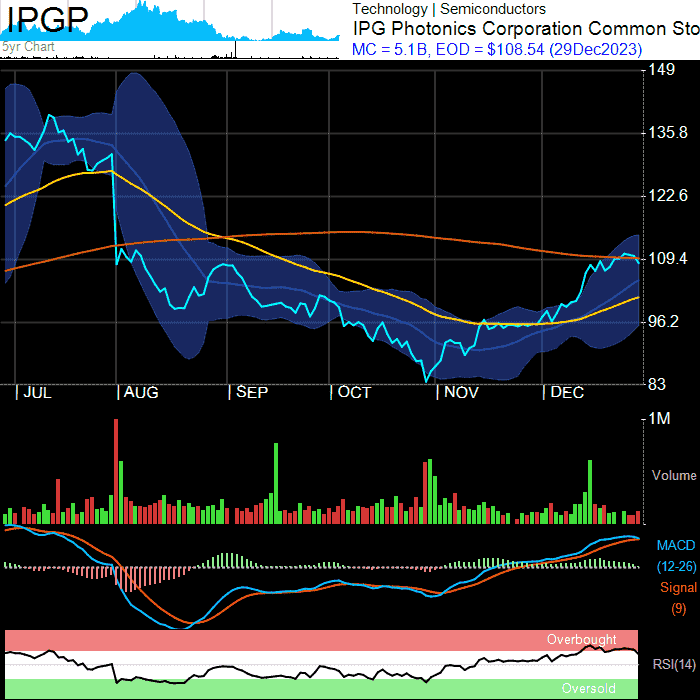 IPGP
5yr Chart
Technology | Semiconductors
IPG Photonics Corporation Common Sto
MC = 5.1B, EOD = $108.54 (29Dec2023)
149
135.8
122.6
109.4
96.2
83
JUL AUG SEP OCT NOV DEC
1M
Volume
MACD
(12-26)
Signal
(9)
Overbought
RSI(14)
Oversold